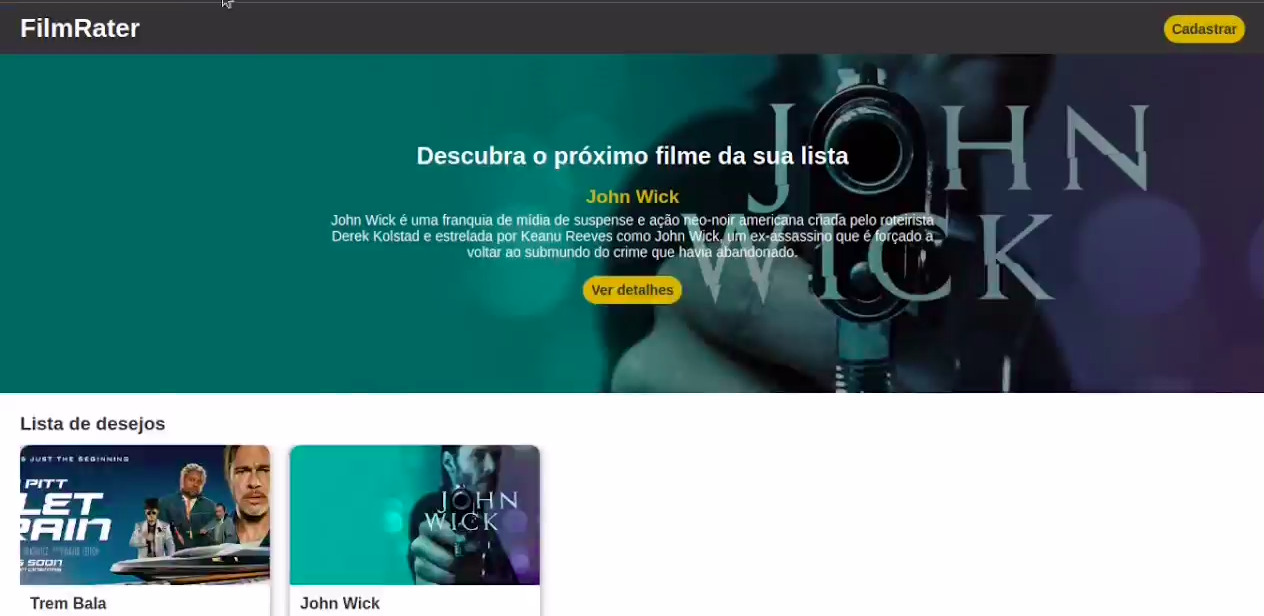 FilmRater
Cadastrar
Descubra o próximo filme da sua lista
John Wick
John Wick é uma franquia de mídia de suspense e ação neo-noir americana criada pelo roteirista
Derek Kolstad e estrelada por Keanu Reeves como John Wick, um ex-assassino que é forçado a
voltar ao submundo do crime que havia abandonado.
Ver detalhes
JOHN
WICK
Lista de desejos
JUST THE BEGINNING
PITT
LET
RAIN
SOON
JOHN
WICK
Trem Bala
John Wick